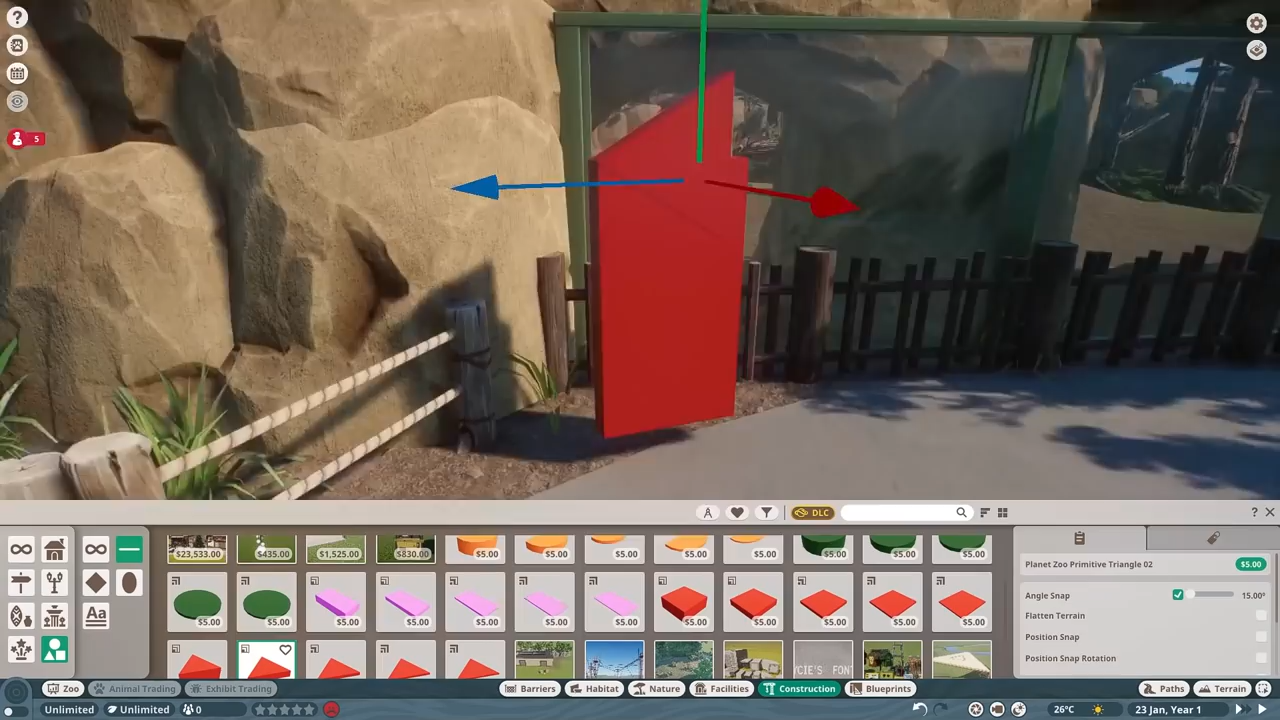 ?
5
DLC
?
$23,533.00
$435.00
$1,525.00
$830.00
$5.00
$5.00
$5.00
$5.00
$5.00
$5.00
$5.00
$5.00
Planet Zoo Primitive Triangle 02
$5.00
Angle Snap
15.00°
Flatten Terrain
Position Snap
Position Snap Rotation
$5.00
$5.00
$5.00
$5.00
$5.00
$5.00
$5.00
$5.00
$5.00
$5.00
$5.00
$5.00
Aa
CIE'S FON
Zoo
Animal Trading
Exhibit Trading
Barriers
Habitat
Nature
Facilities
Construction
Blueprints
Paths
Terrain
Unlimited
Unlimited
0
26°C
23 Jan, Year 1